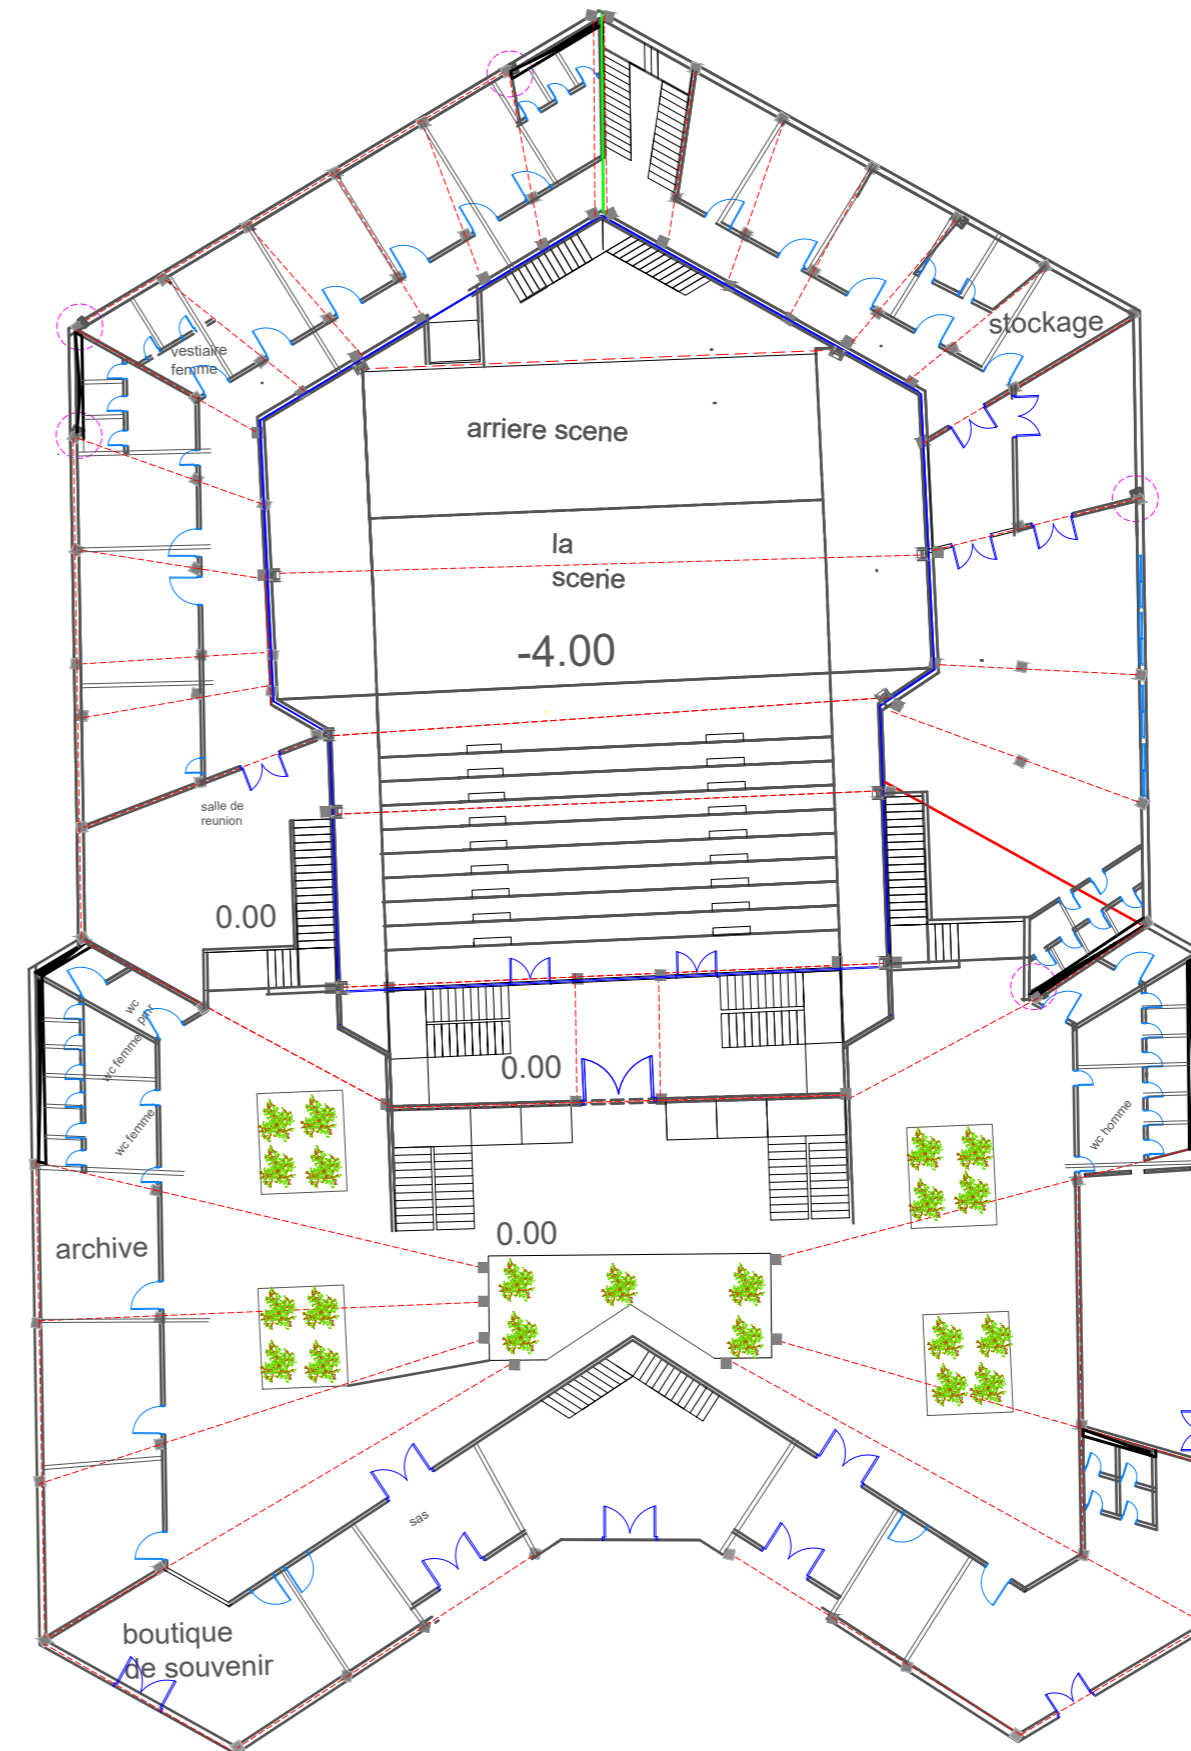 stockage
vestiaire
femme
arriere scene
la
scene
-4.00
salle de
reunion
0.00
wc
pmr
wc femme
0.00
wc femme
wc homme
0.00
archive
sas
boutique
de souvenir